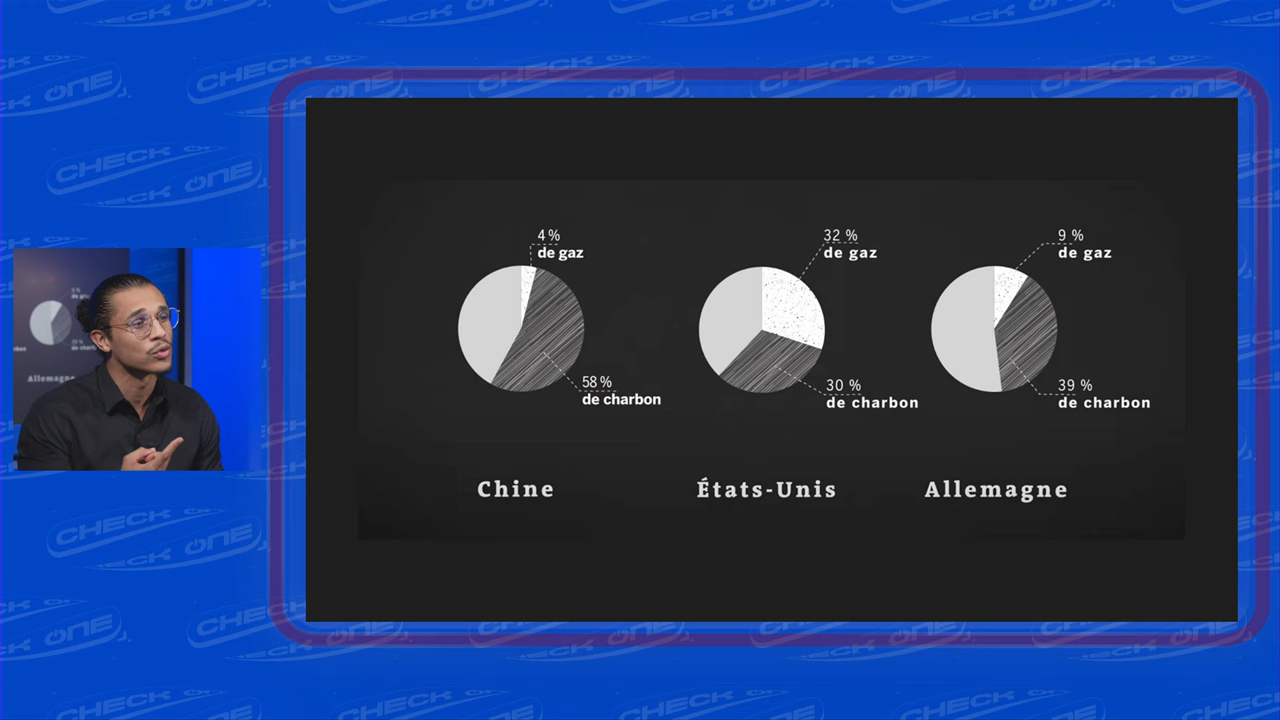 4 %
de gaz
58 %
de charbon
Chine
32 %
de gaz
30 %
de charbon
États-Unis
9 %
de gaz
39 %
de charbon
Allemagne
Allemagne
CHECK
ONE